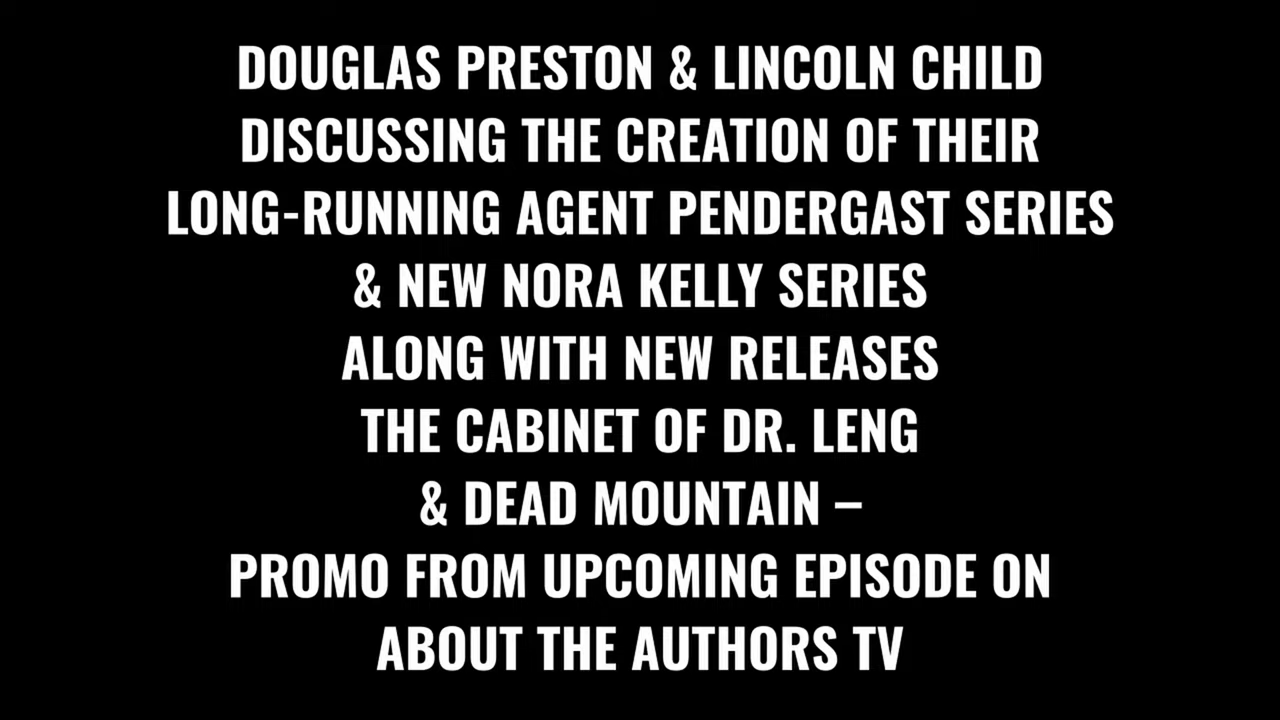 DOUGLAS PRESTON & LINCOLN CHILD
DISCUSSING THE CREATION OF THEIR
LONG-RUNNING AGENT PENDERGAST SERIES
& NEW NORA KELLY SERIES
ALONG WITH NEW RELEASES
THE CABINET OF DR. LENG
& DEAD MOUNTAIN –
PROMO FROM UPCOMING EPISODE ON
ABOUT THE AUTHORS TV